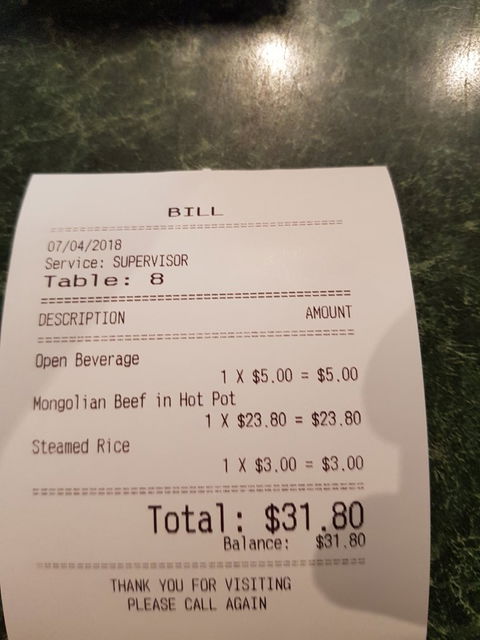 BILL
07/04/2018
Service: SUPERVISOR
Table: 8
DESCRIPTION AMOUNT
Open Beverage
1 X $5.00 = $5.00
Mongolian Beef in Hot Pot
1 X $23.80 = $23.80
Steamed Rice
1 X $3.00 = $3.00
Total: $31.80
Balance: $31.80
THANK YOU FOR VISITING
PLEASE CALL AGAIN